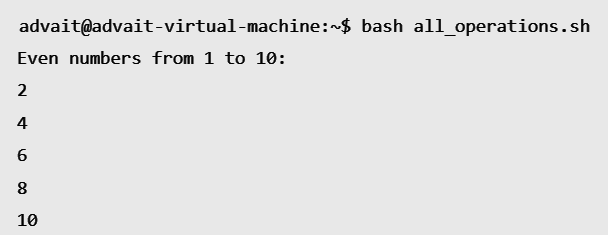 advait@advait-virtual-machine:~$ bash all_operations.sh
Even numbers from 1 to 10:
2
4
6
8
10